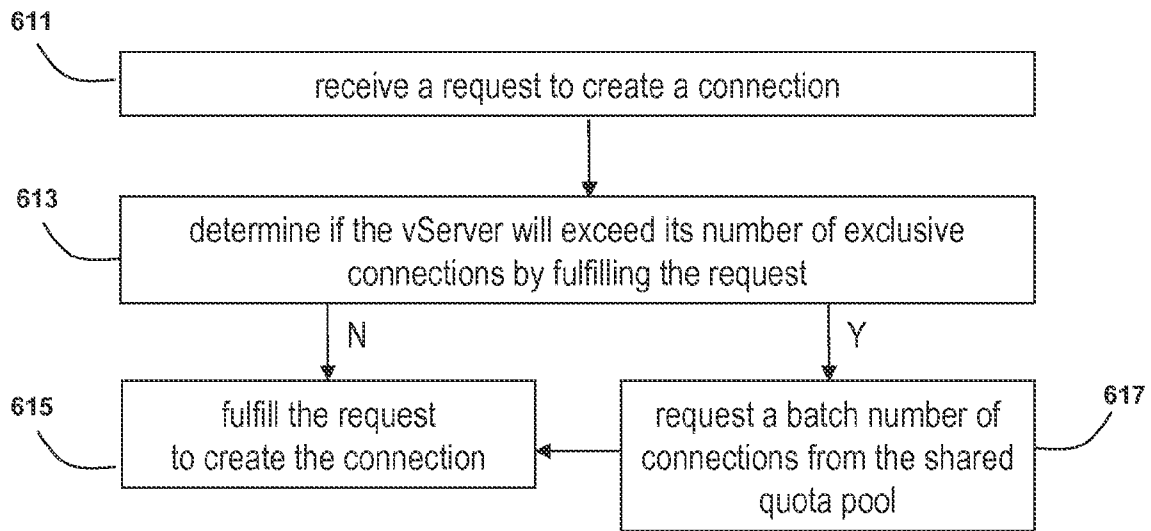 611
receive a request to create a connection
613
determine if the vServer will exceed its number of exclusive
connections by fulfilling the request
N
Y
615
fulfill the request
to create the connection
617
request a batch number of
connections from the shared
quota pool